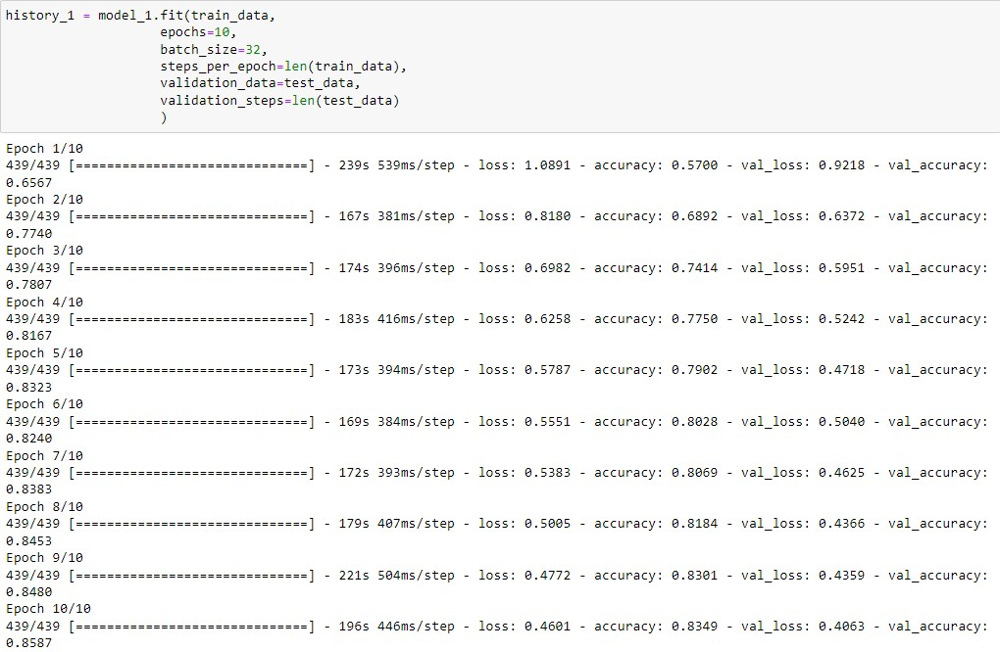 history_1 = model_1.fit(train_data,
                    epochs=10,
                    batch_size=32,
                    steps_per_epoch=len(train_data),
                    validation_data=test_data,
                    validation_steps=len(test_data)
                    )
Epoch 1/10
439/439 [==============================] - 239s 539ms/step - loss: 1.0891 - accuracy: 0.5700 - val_loss: 0.9218 - val_accuracy:
0.6567
Epoch 2/10
439/439 [==============================] - 167s 381ms/step - loss: 0.8180 - accuracy: 0.6892 - val_loss: 0.6372 - val_accuracy:
0.7740
Epoch 3/10
439/439 [==============================] - 174s 396ms/step - loss: 0.6982 - accuracy: 0.7414 - val_loss: 0.5951 - val_accuracy:
0.7807
Epoch 4/10
439/439 [==============================] - 183s 416ms/step - loss: 0.6258 - accuracy: 0.7750 - val_loss: 0.5242 - val_accuracy:
0.8167
Epoch 5/10
439/439 [==============================] - 173s 394ms/step - loss: 0.5787 - accuracy: 0.7902 - val_loss: 0.4718 - val_accuracy:
0.8323
Epoch 6/10
439/439 [==============================] - 169s 384ms/step - loss: 0.5551 - accuracy: 0.8028 - val_loss: 0.5040 - val_accuracy:
0.8240
Epoch 7/10
439/439 [==============================] - 172s 393ms/step - loss: 0.5383 - accuracy: 0.8069 - val_loss: 0.4625 - val_accuracy:
0.8383
Epoch 8/10
439/439 [==============================] - 179s 407ms/step - loss: 0.5005 - accuracy: 0.8184 - val_loss: 0.4366 - val_accuracy:
0.8453
Epoch 9/10
439/439 [==============================] - 221s 504ms/step - loss: 0.4772 - accuracy: 0.8301 - val_loss: 0.4359 - val_accuracy:
0.8480
Epoch 10/10
439/439 [==============================] - 196s 446ms/step - loss: 0.4601 - accuracy: 0.8349 - val_loss: 0.4063 - val_accuracy:
0.8587